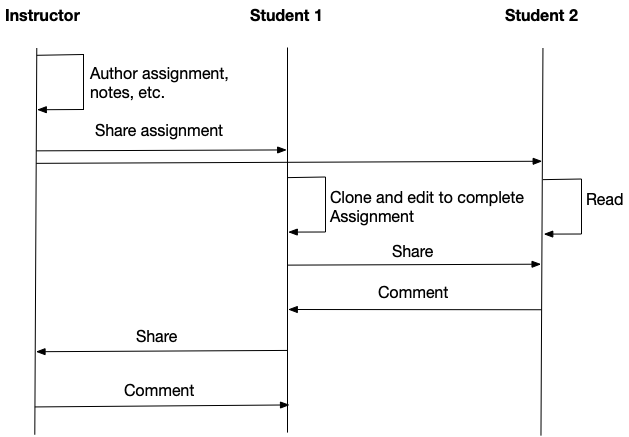 Instructor
Student 1
Student 2
Author assignment,
notes, etc.
Share assignment
Clone and edit to complete
Assignment
Read
Share
Comment
Share
Comment